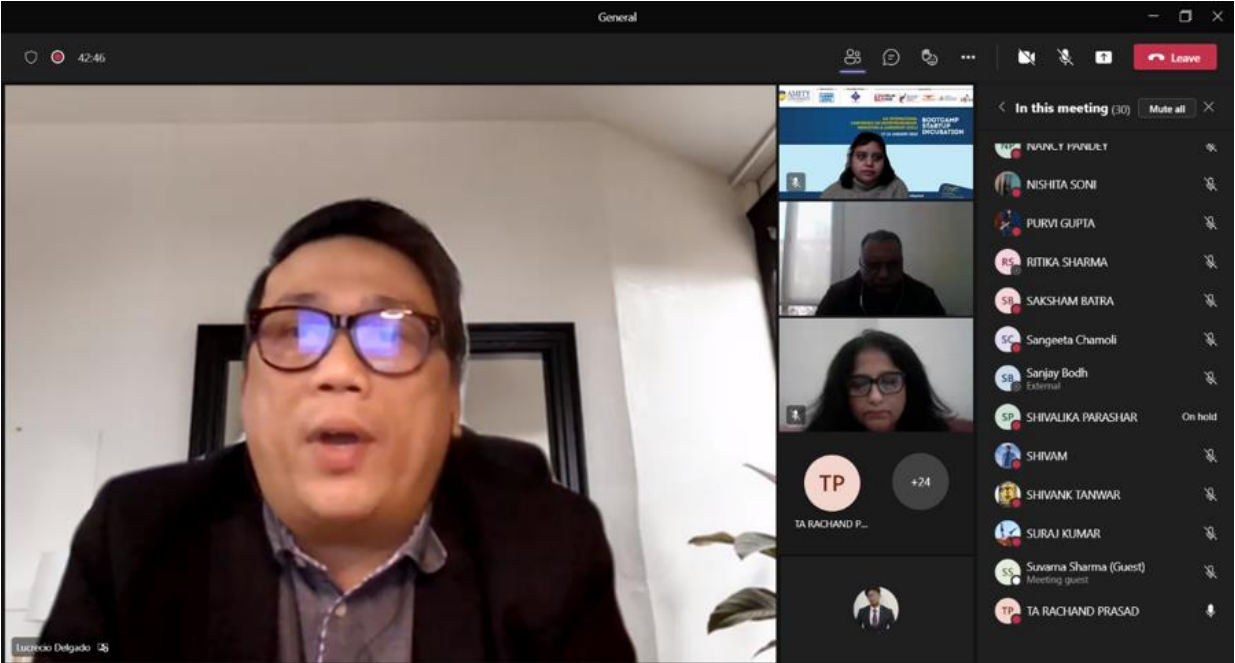 General
42:46
Leave
AMITY
BOOTCAMP
STARTUP
INCUBATION
In this meeting (30)
Mute all
NP
NANCY PANDEY
NISHITA SONI
PURVI GUPTA
RS
RITIKA SHARMA
SB
SAKSHAM BATRA
SC
Sangeeta Chamoli
SB
Sanjay Bodh
External
SP
SHIVALIKA PARASHAR
On hold
SHIVAM
SHIVANK TANWAR
SURAJ KUMAR
SS
Suvarna Sharma (Guest)
Meeting guest
TP
TA RACHAND PRASAD
TP
+24
TA RACHAND P...
Lucrecio Delgado